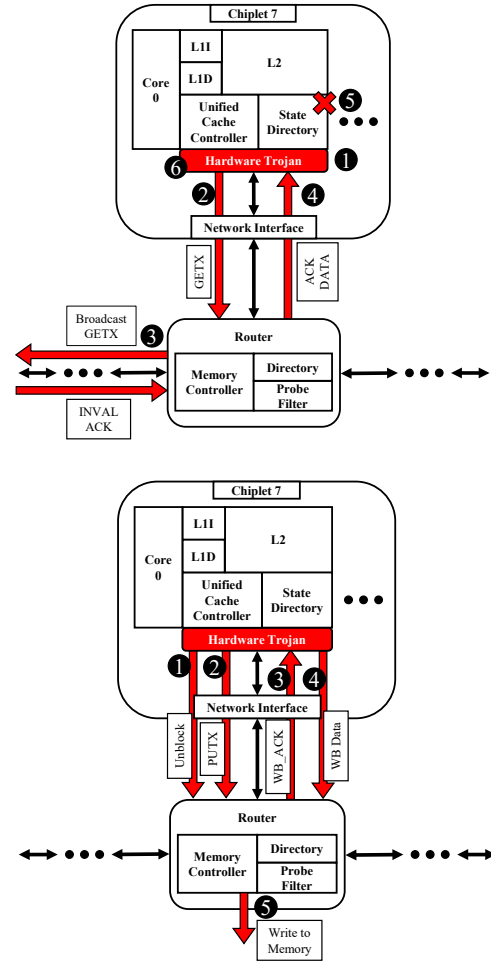 Chiplet 7
L1I
L2
Core
0
L1D
5
Unified
Cache
Controller
State
Directory
6
Hardware Trojan
1
2
4
Network Interface
GETX
ACK
DATA
Broadcast
GETX
3
Router
Memory
Controller
Directory
Probe
Filter
INVAL
ACK
Chiplet 7
L1I
L2
Core
0
L1D
Unified
Cache
Controller
State
Directory
Hardware Trojan
1
2
3
4
Network Interface
Unblock
PUTX
WB_ACK
WB Data
Router
Memory
Controller
Directory
Probe
Filter
5
Write to
Memory